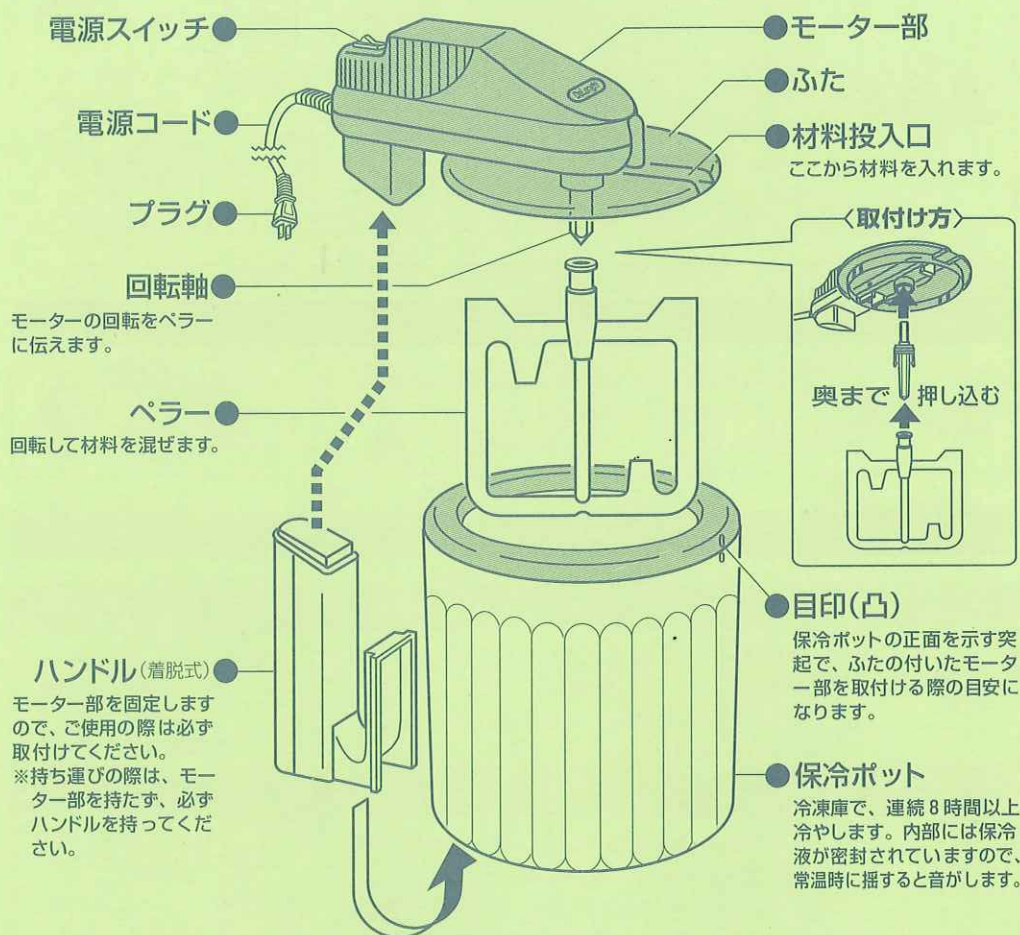 電源スイッチ●
電源コード●
プラグ●
回転軸●
モーターの回転をペラー
に伝えます。
ペラー●
回転して材料を混ぜます。
ハンドル(着脱式)●
モーター部を固定します
ので、ご使用の際は必ず
取付けてください。
※持ち運びの際は、モー
ター部を持たず、必ず
ハンドルを持ってくだ
さい。
DeLonghi
●モーター部
●ふた
●材料投入口
ここから材料を入れます。
〈取付け方〉
奥まで 押し込む
●目印(凸)
保冷ポットの正面を示す突
起で、ふたの付いたモータ
ー部を取付ける際の目安に
なります。
●保冷ポット
冷凍庫で、連続8時間以上
冷やします。内部には保冷
液が密封されていますので、
常温時に揺すると音がします。